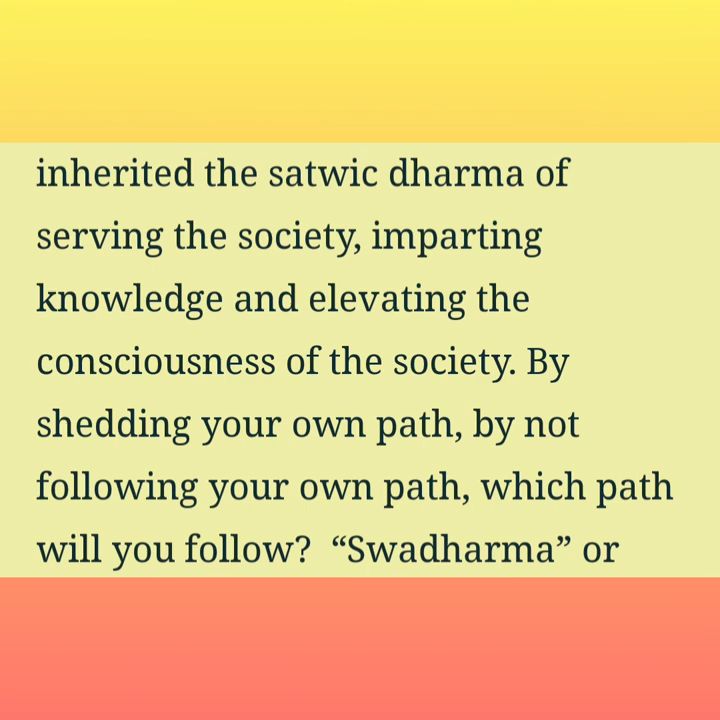 inherited the satwic dharma of
serving the society, imparting
knowledge and elevating the
consciousness of the society. By
shedding your own path, by not
following your own path, which path
will you follow?  “Swadharma” or